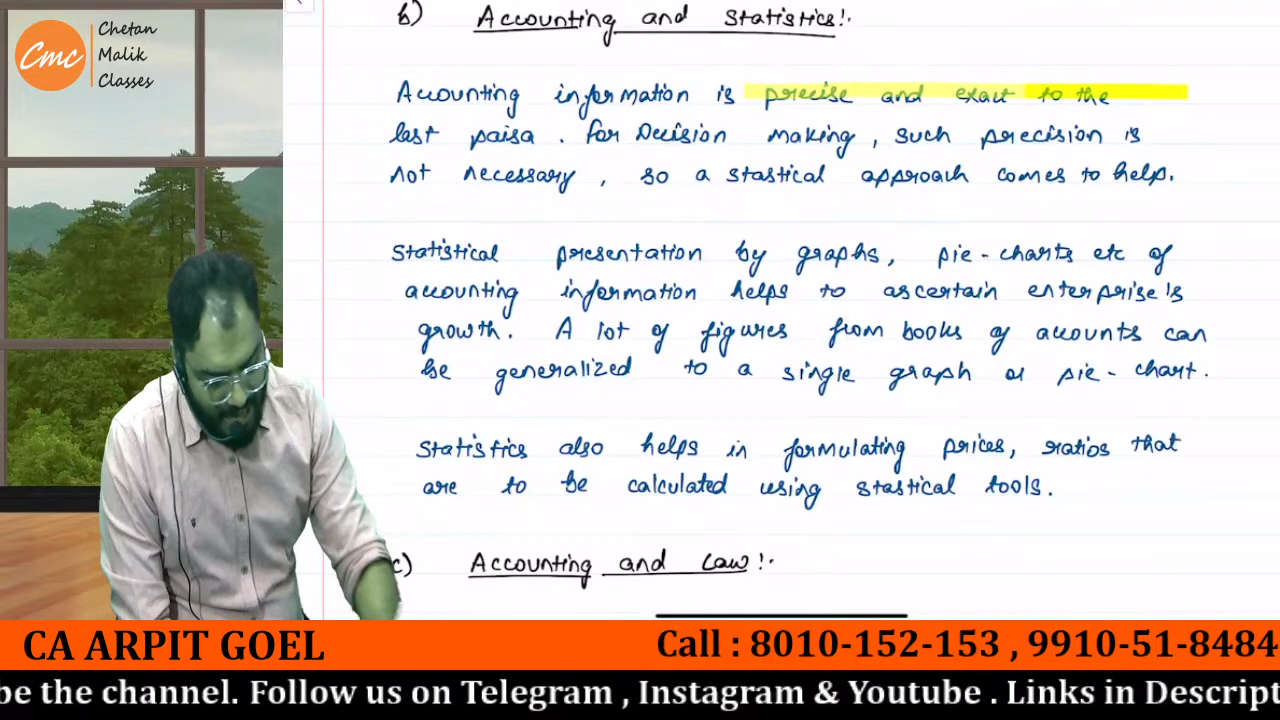 cmc
Chetan
Malik
Classes
b) Accounting and Statistics:-
Accounting information is precise and exact to the
last paisa. For Decision making, such precision is
not necessary, so a stastical approach comes to help.
Statistical presentation by graphs, pie-charts etc of
accounting information helps to ascertain enterprise's
growth. A lot of figures from books of accounts can
be generalized to a single graph or pie-chart.
Statistics also helps in formulating prices, ratios that
are to be calculated using stastical tools.
c) Accounting and Law:-
CA ARPIT GOEL
Call : 8010-152-153 , 9910-51-8484
be the channel. Follow us on Telegram , Instagram & Youtube . Links in Descript